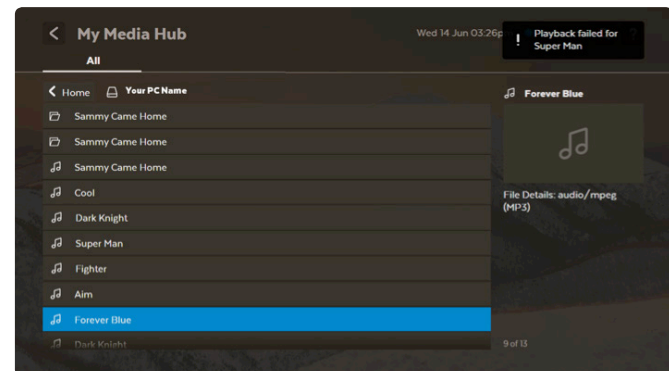 My Media Hub
Wed 14 Jun 03:26p
Playback failed for
Super Man
All
Home
Your PC Name
Sammy Came Home
Sammy Came Home
Sammy Came Home
Cool
Dark Knight
Super Man
Fighter
Aim
Forever Blue
Dark Knight
Forever Blue
File Details: audio/mpeg
(MP3)
9 of 13